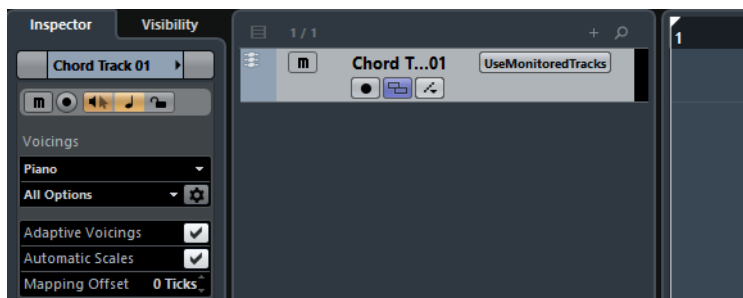 Inspector Visibility
Chord Track 01
m
Voicings
Piano
All Options
Adaptive Voicings
Automatic Scales
Mapping Offset 0 Ticks
1 / 1
m Chord T...01 UseMonitoredTracks
1